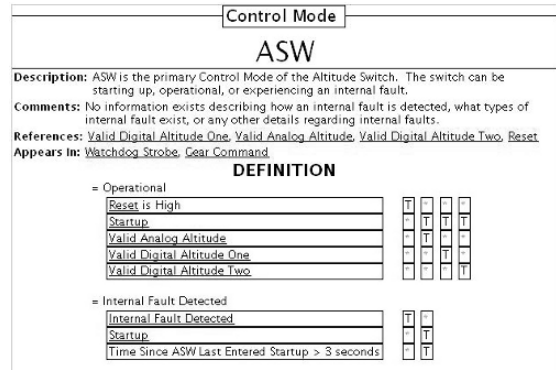 Control Mode
ASW
Description: ASW is the primary Control Mode of the Altitude Switch. The switch can be
starting up, operational, or experiencing an internal fault.
Comments: No information exists describing how an internal fault is detected, what types of
internal fault exist, or any other details regarding internal faults.
References: Valid Digital Altitude One, Valid Analog Altitude, Valid Digital Altitude Two, Reset
Appears In: Watchdog Strobe, Gear Command
DEFINITION
= Operational
Reset is High T * * *
Startup * T T T
Valid Analog Altitude * T * *
Valid Digital Altitude One * * T *
Valid Digital Altitude Two * * * T
= Internal Fault Detected
Internal Fault Detected T *
Startup * T
Time Since ASW Last Entered Startup > 3 seconds * T